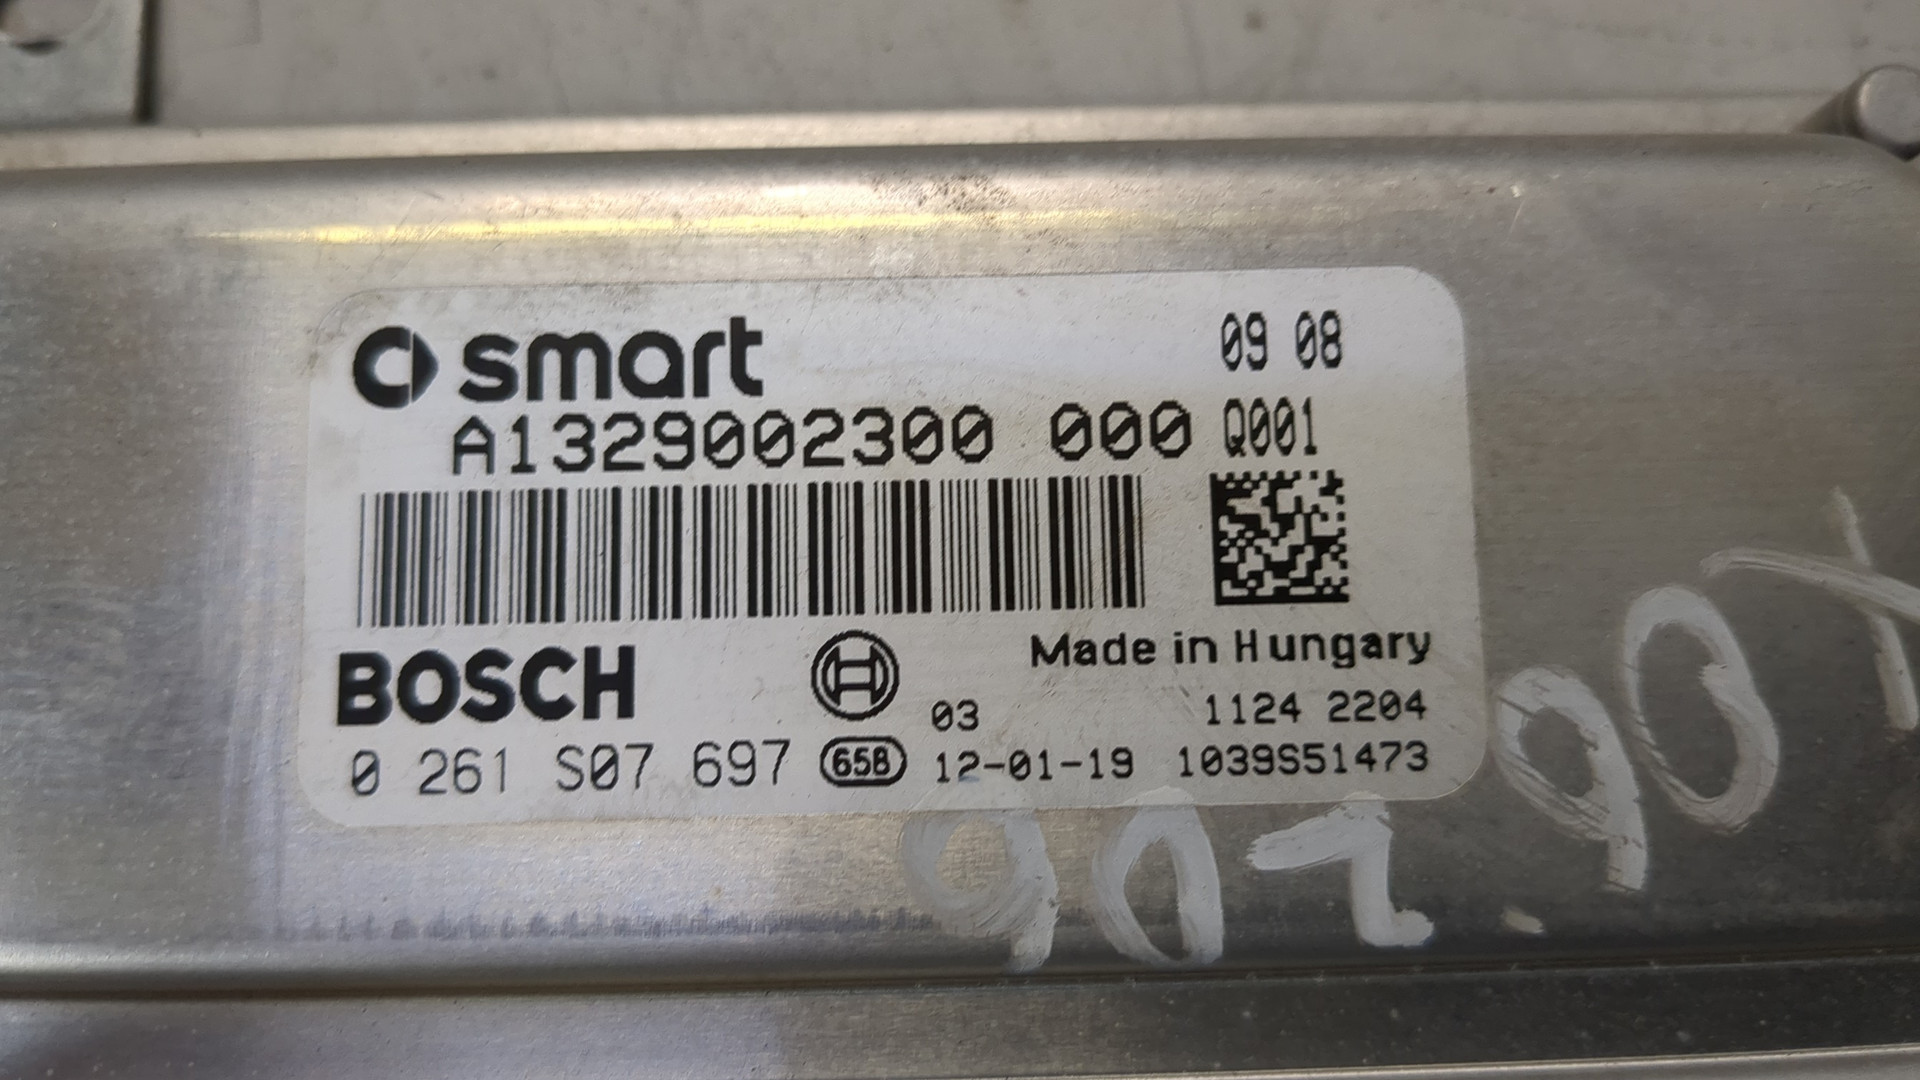 smart 09 08
A1329002300 000 Q001
BOSCH
Made in Hungary
03 1124 2204
0 261 S07 697 65B 12-01-19 1039S51473